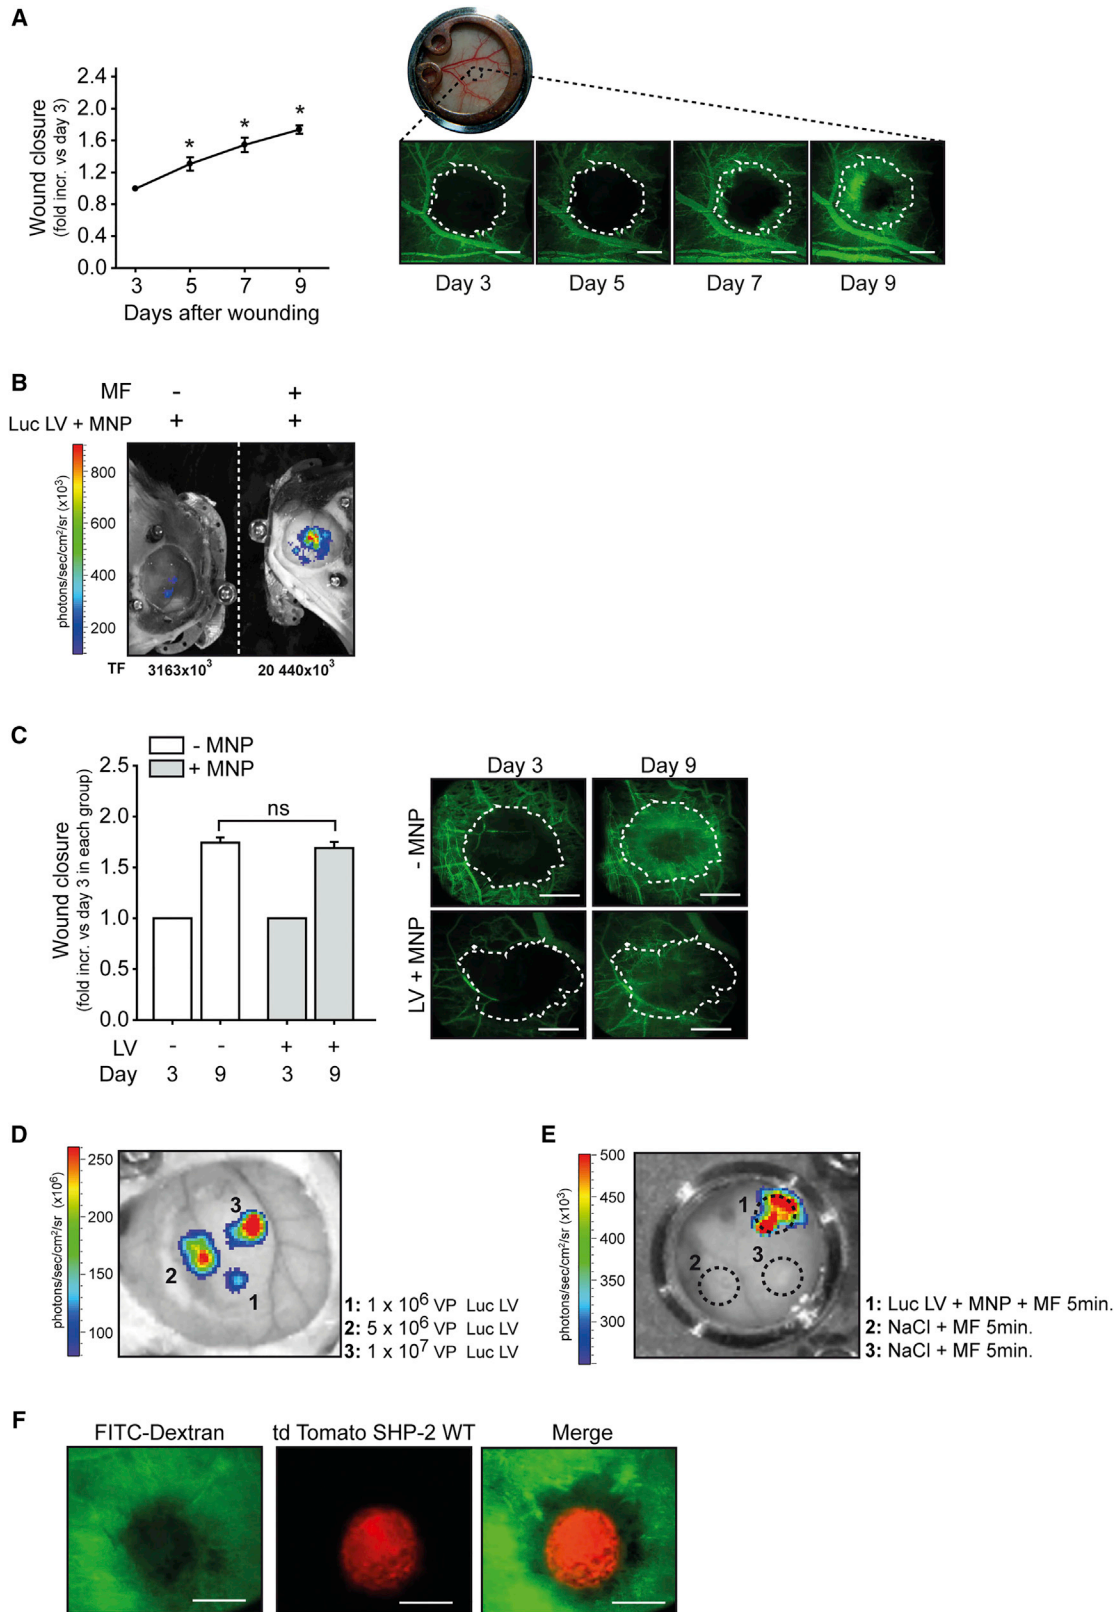 A
Wound closure
(fold incr. vs day 3)
2.4
2.0
1.6
1.2
0.8
0.4
0.0
* * *
3 5 7 9
Days after wounding
Day 3 Day 5 Day 7 Day 9
B
MF - +
Luc LV + MNP + +
photons/sec/cm²/sr (x10³)
800
600
400
200
TF 3163x10³ 20 440x10³
C
- MNP
+ MNP
Wound closure
(fold incr. vs day 3 in each group)
2.5
2.0
1.5
1.0
0.5
0.0
ns
LV - - + +
Day 3 9 3 9
Day 3 Day 9
- MNP
LV + MNP
D
photons/sec/cm²/sr (x10⁶)
250
200
150
100
3
2
1
1: 1 x 10⁶ VP Luc LV
2: 5 x 10⁶ VP Luc LV
3: 1 x 10⁷ VP Luc LV
E
photons/sec/cm²/sr (x10³)
500
450
400
350
300
1
2 3
1: Luc LV + MNP + MF 5min.
2: NaCl + MF 5min.
3: NaCl + MF 5min.
F
FITC-Dextran td Tomato SHP-2 WT Merge